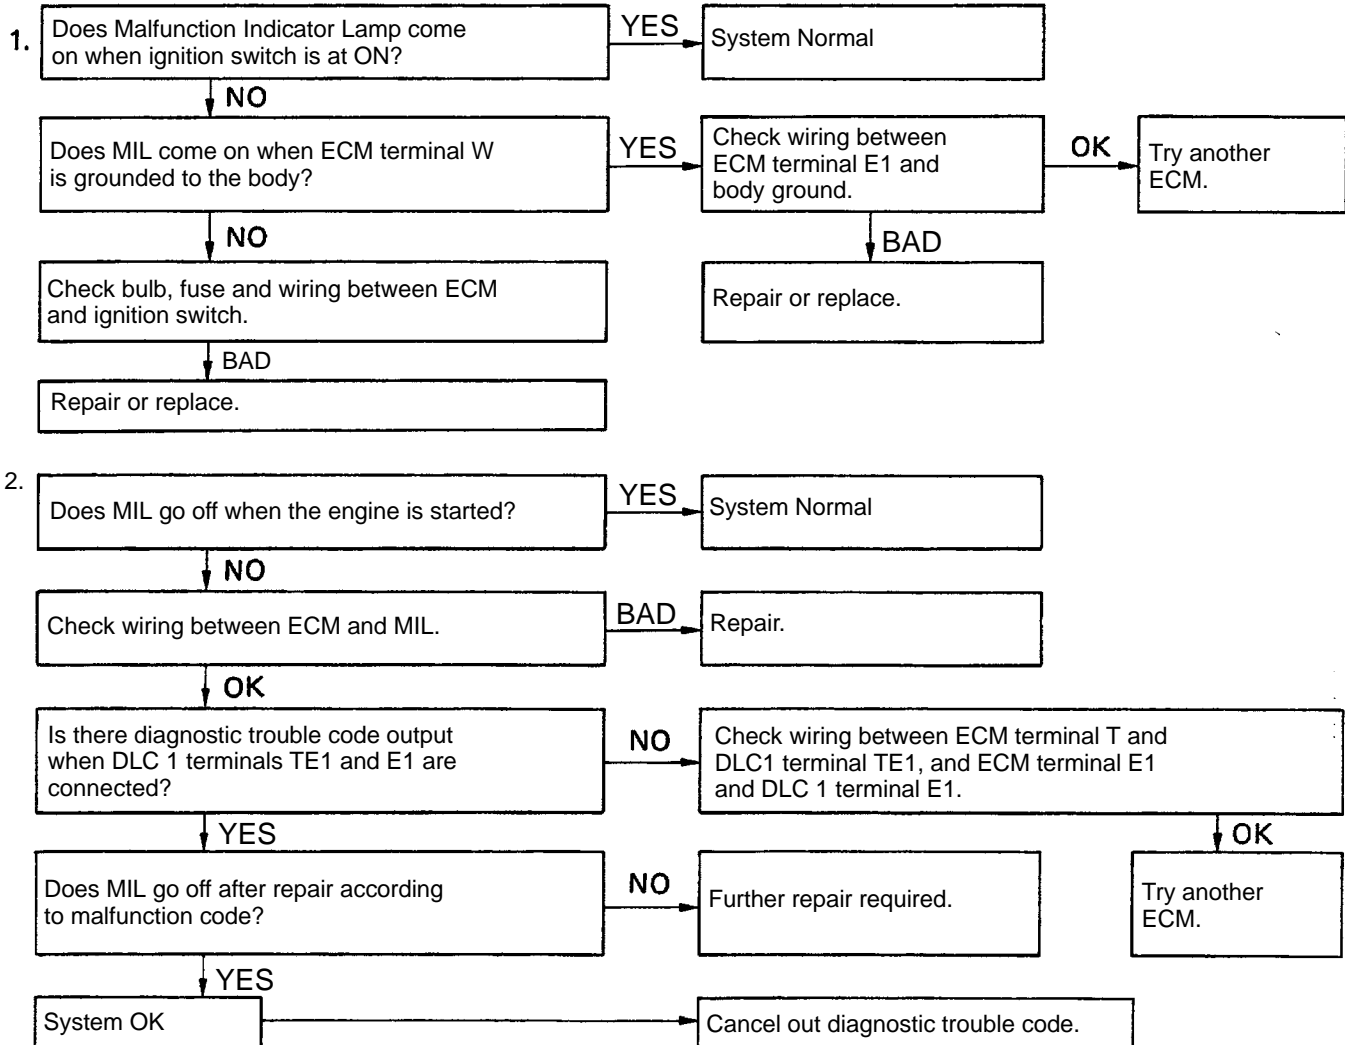 1.
Does Malfunction Indicator Lamp come
on when ignition switch is at ON?
YES
System Normal
NO
Does MIL come on when ECM terminal W
is grounded to the body?
YES
Check wiring between
ECM terminal E1 and
body ground.
OK
Try another
ECM.
NO
BAD
Check bulb, fuse and wiring between ECM
and ignition switch.
Repair or replace.
BAD
Repair or replace.
2.
Does MIL go off when the engine is started?
YES
System Normal
NO
Check wiring between ECM and MIL.
BAD
Repair.
OK
Is there diagnostic trouble code output
when DLC 1 terminals TE1 and E1 are
connected?
NO
Check wiring between ECM terminal T and
DLC1 terminal TE1, and ECM terminal E1
and DLC 1 terminal E1.
YES
OK
Does MIL go off after repair according
to malfunction code?
NO
Further repair required.
Try another
ECM.
YES
System OK
Cancel out diagnostic trouble code.